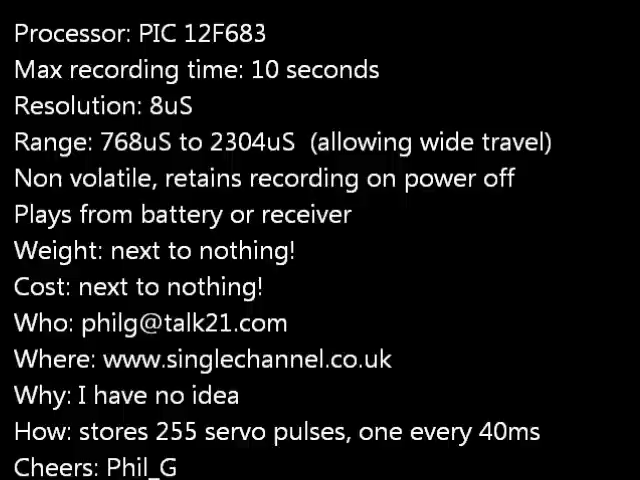 Processor: PIC 12F683
Max recording time: 10 seconds
Resolution: 8uS
Range: 768uS to 2304uS  (allowing wide travel)
Non volatile, retains recording on power off
Plays from battery or receiver
Weight: next to nothing!
Cost: next to nothing!
Who: philg@talk21.com
Where: www.singlechannel.co.uk
Why: I have no idea
How: stores 255 servo pulses, one every 40ms
Cheers: Phil_G